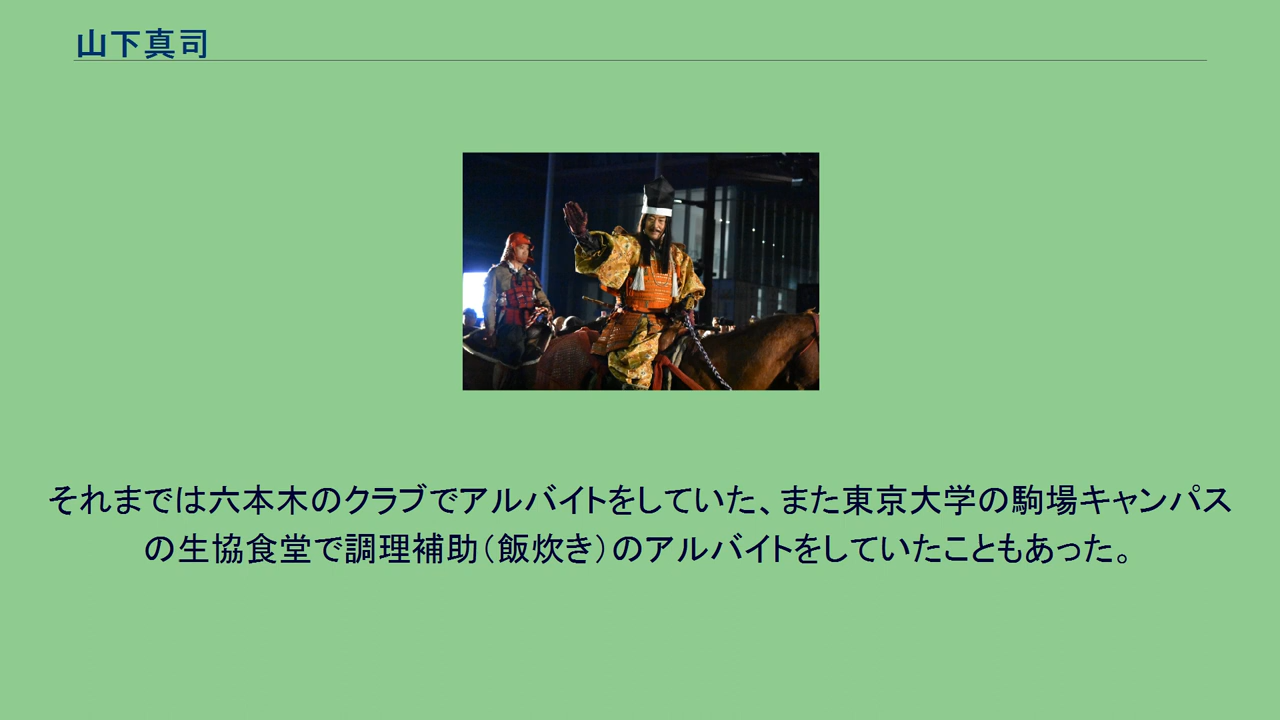 山下真司
それまでは六本木のクラブでアルバイトをしていた、また東京大学の駒場キャンパス
の生協食堂で調理補助（飯炊き）のアルバイトをしていたこともあった。